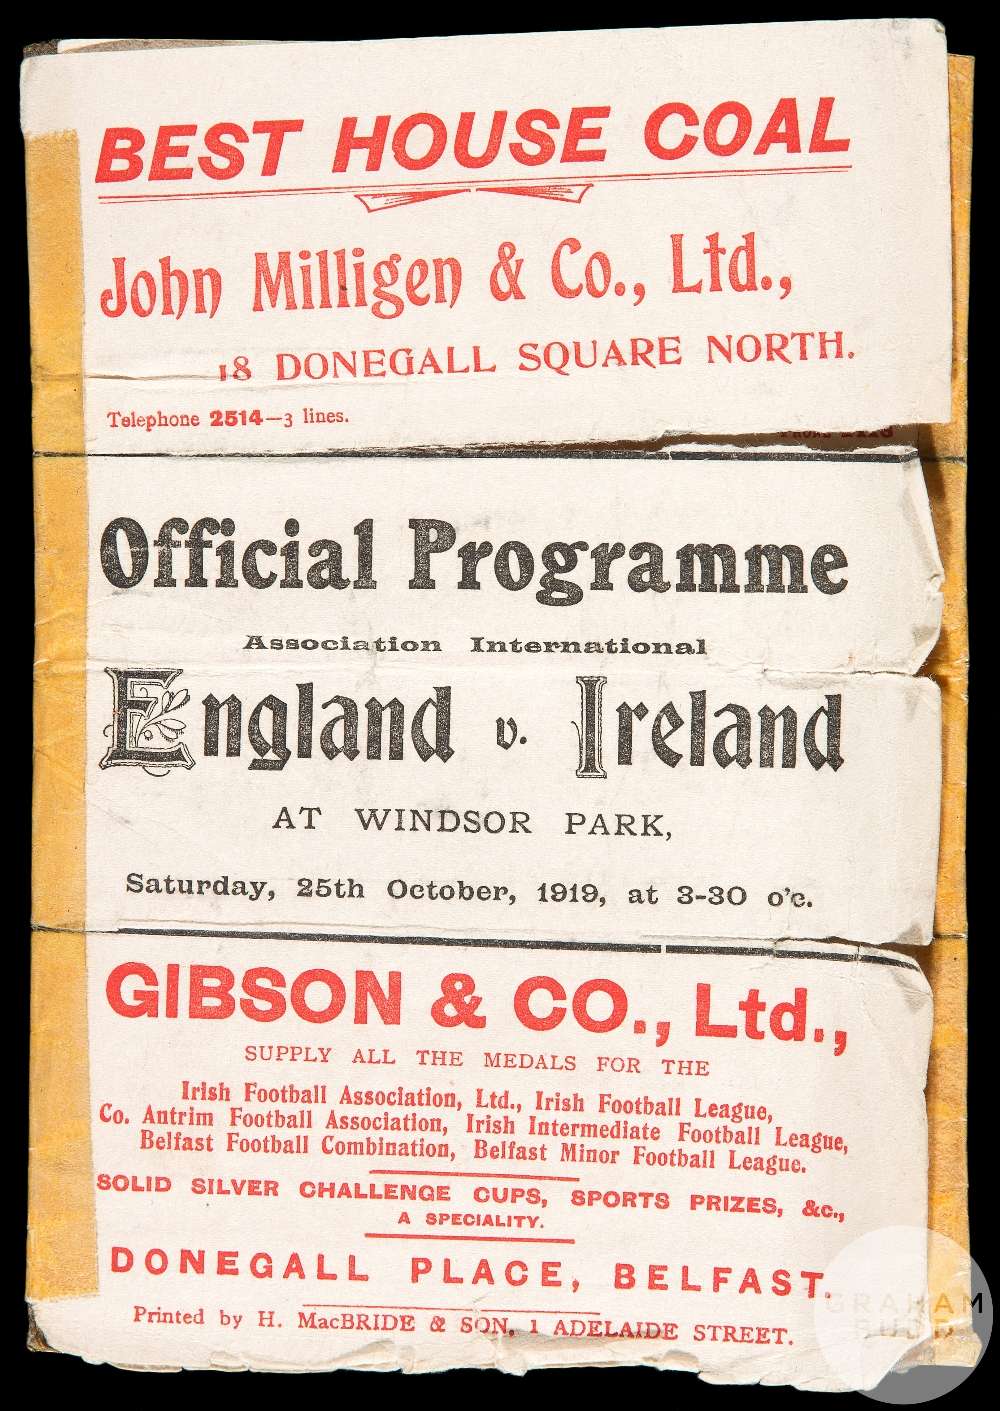 BEST HOUSE COAL
John Milligen & Co., Ltd.,
18 DONEGALL SQUARE NORTH.
Telephone 2514—3 lines.
Official Programme
Association International
England v. Ireland
AT WINDSOR PARK,
Saturday, 25th October, 1919, at 3-30 o'c.
GIBSON & CO., Ltd.,
SUPPLY ALL THE MEDALS FOR THE
Irish Football Association, Ltd., Irish Football League,
Co. Antrim Football Association, Irish Intermediate Football League,
Belfast Football Combination, Belfast Minor Football League.
SOLID SILVER CHALLENGE CUPS, SPORTS PRIZES, &c.,
A SPECIALITY.
DONEGALL PLACE, BELFAST.
Printed by H. MacBRIDE & SON, 1 ADELAIDE STREET.
GRAHAM
BUDD